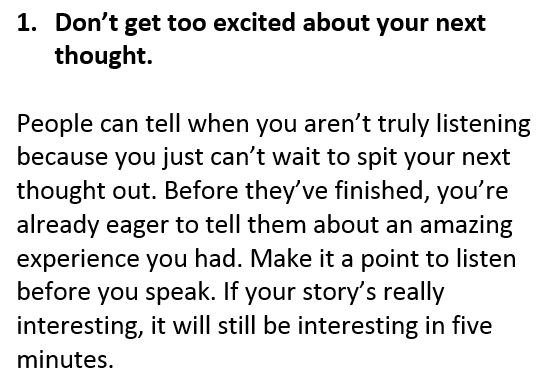 1. Don’t get too excited about your next
thought.
People can tell when you aren’t truly listening
because you just can’t wait to spit your next
thought out. Before they’ve finished, you’re
already eager to tell them about an amazing
experience you had. Make it a point to listen
before you speak. If your story’s really
interesting, it will still be interesting in five
minutes.